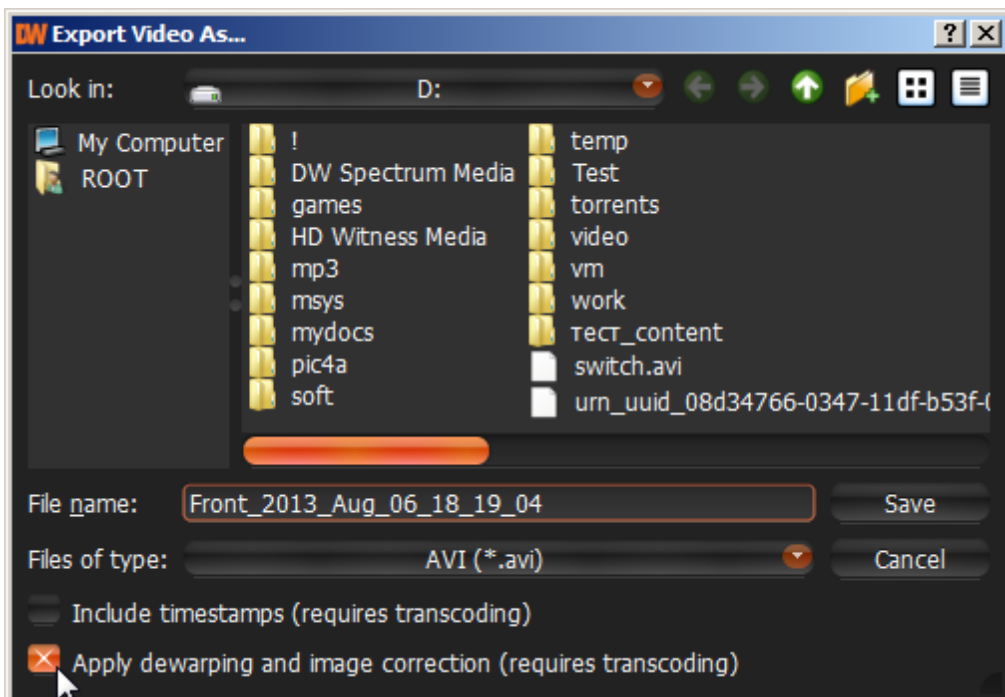 DW Export Video As...
Look in: D:
My Computer
ROOT
!
DW Spectrum Media
games
HD Witness Media
mp3
msys
mydocs
pic4a
soft
temp
Test
torrents
video
vm
work
тест_content
switch.avi
urn_uuid_08d34766-0347-11df-b53f-
File name: Front_2013_Aug_06_18_19_04 Save
Files of type: AVI (*.avi) Cancel
Include timestamps (requires transcoding)
Apply dewarping and image correction (requires transcoding)